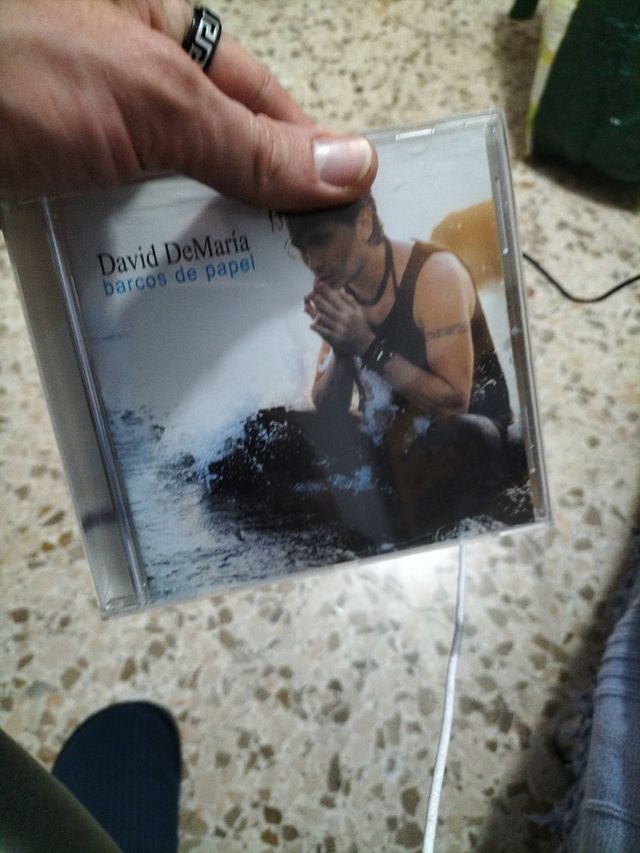 David DeMaría
barcos de papel